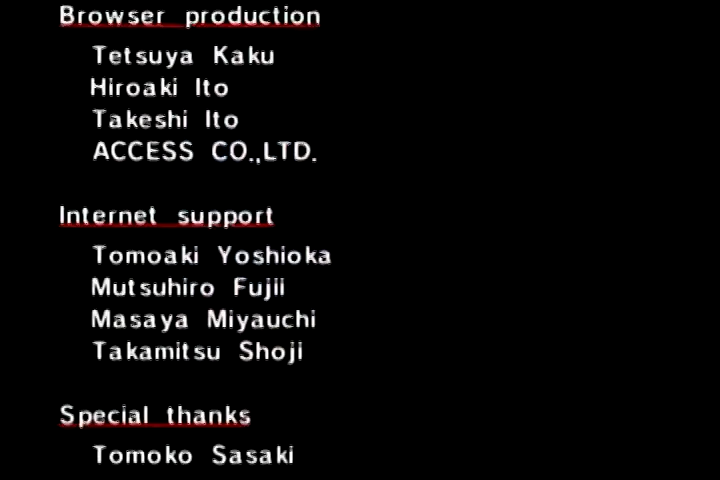 Browser production
Tetsuya Kaku
Hiroaki Ito
Takeshi Ito
ACCESS CO.,LTD.
Internet support
Tomoaki Yoshioka
Mutsuhiro Fujii
Masaya Miyauchi
Takamitsu Shoji
Special thanks
Tomoko Sasaki